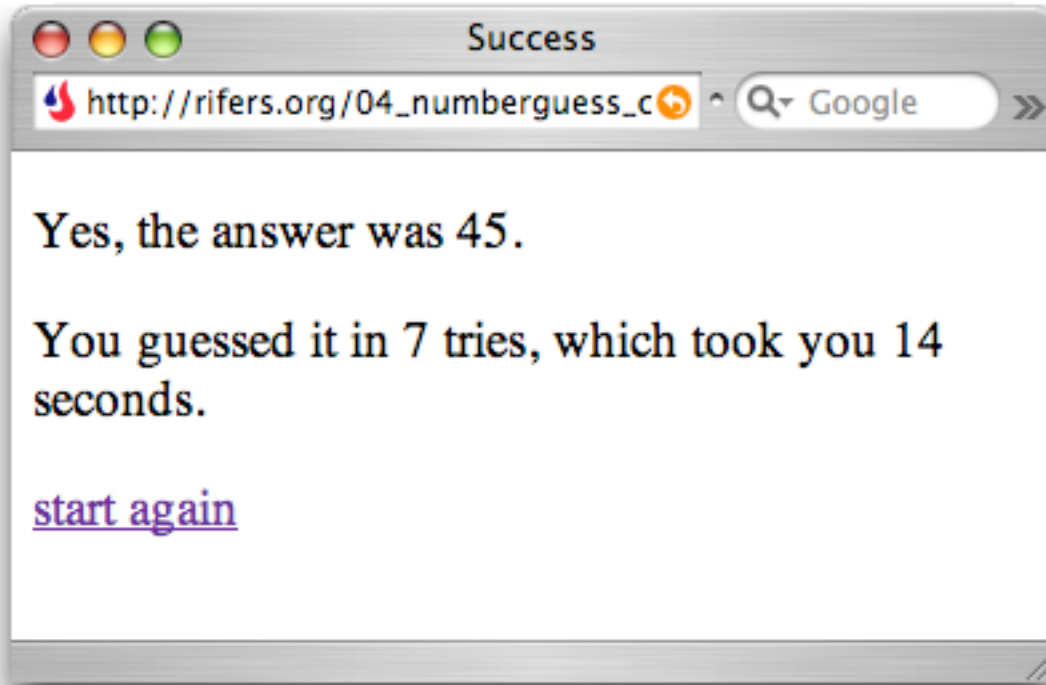 Success
http://rifers.org/04_numberguess_c
Google
Yes, the answer was 45.
You guessed it in 7 tries, which took you 14
seconds.
start again